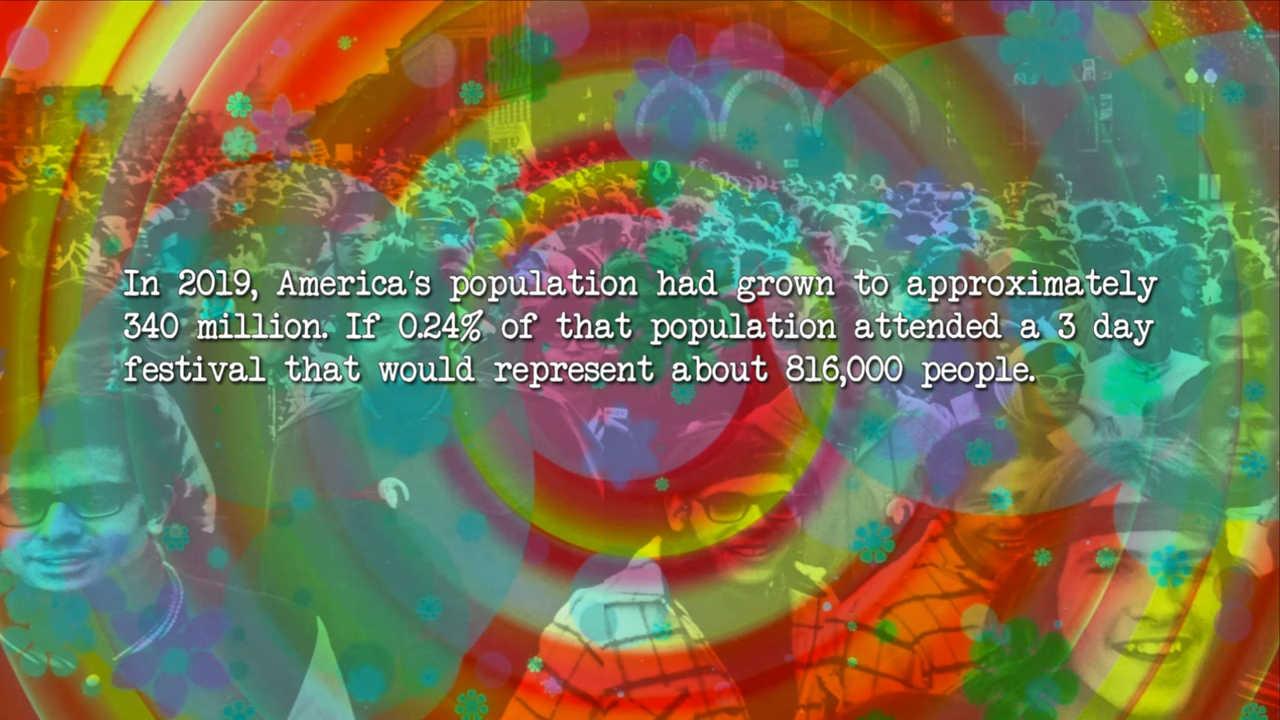 In 2019, America's population had grown to approximately
340 million. If 0.24% of that population attended a 3 day
festival that would represent about 816,000 people.